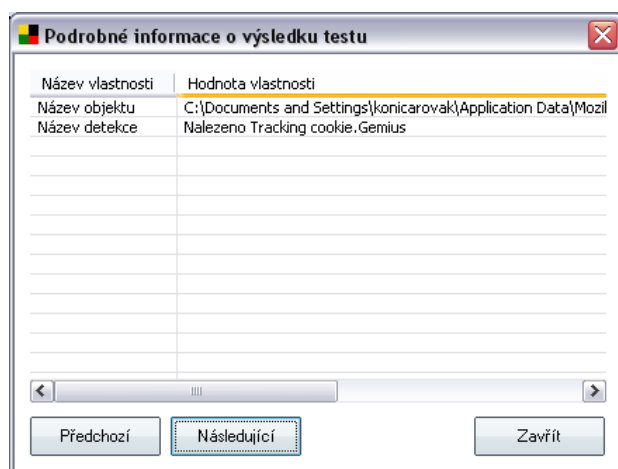 Podrobné informace o výsledku testu
Název vlastnosti Hodnota vlastnosti
Název objektu C:\Documents and Settings\konicarovak\Application Data\Mozil
Název detekce Nalezeno Tracking cookie.Gemius
Předchozí Následující Zavřít